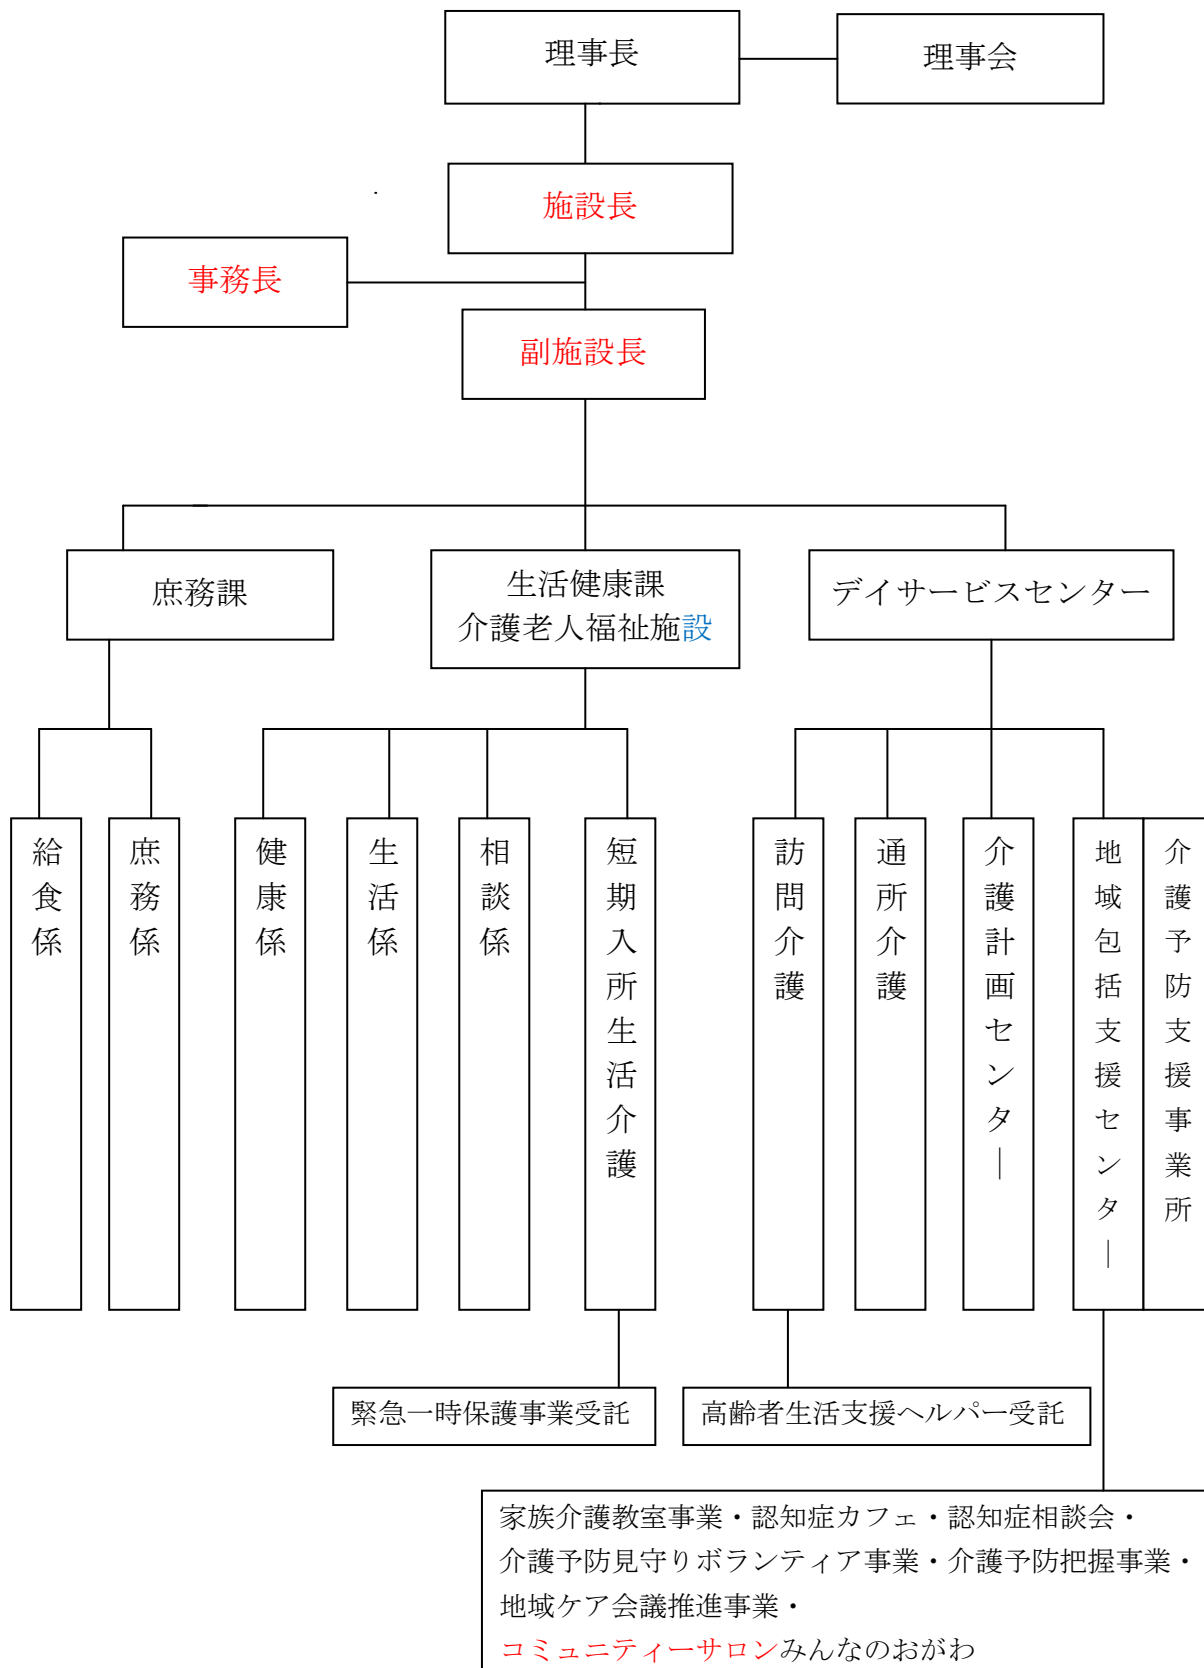 理事長
理事会
施設長
事務長
副施設長
庶務課
生活健康課
介護老人福祉施設
デイサービスセンター
給食係
庶務係
健康係
生活係
相談係
短期入所生活介護
訪問介護
通所介護
介護計画センター
地域包括支援センター
介護予防支援事業所
緊急一時保護事業受託
高齢者生活支援ヘルパー受託
家族介護教室事業・認知症カフェ・認知症相談会・
介護予防見守りボランティア事業・介護予防把握事業・
地域ケア会議推進事業・
コミュニティーサロンみんなのおがわ